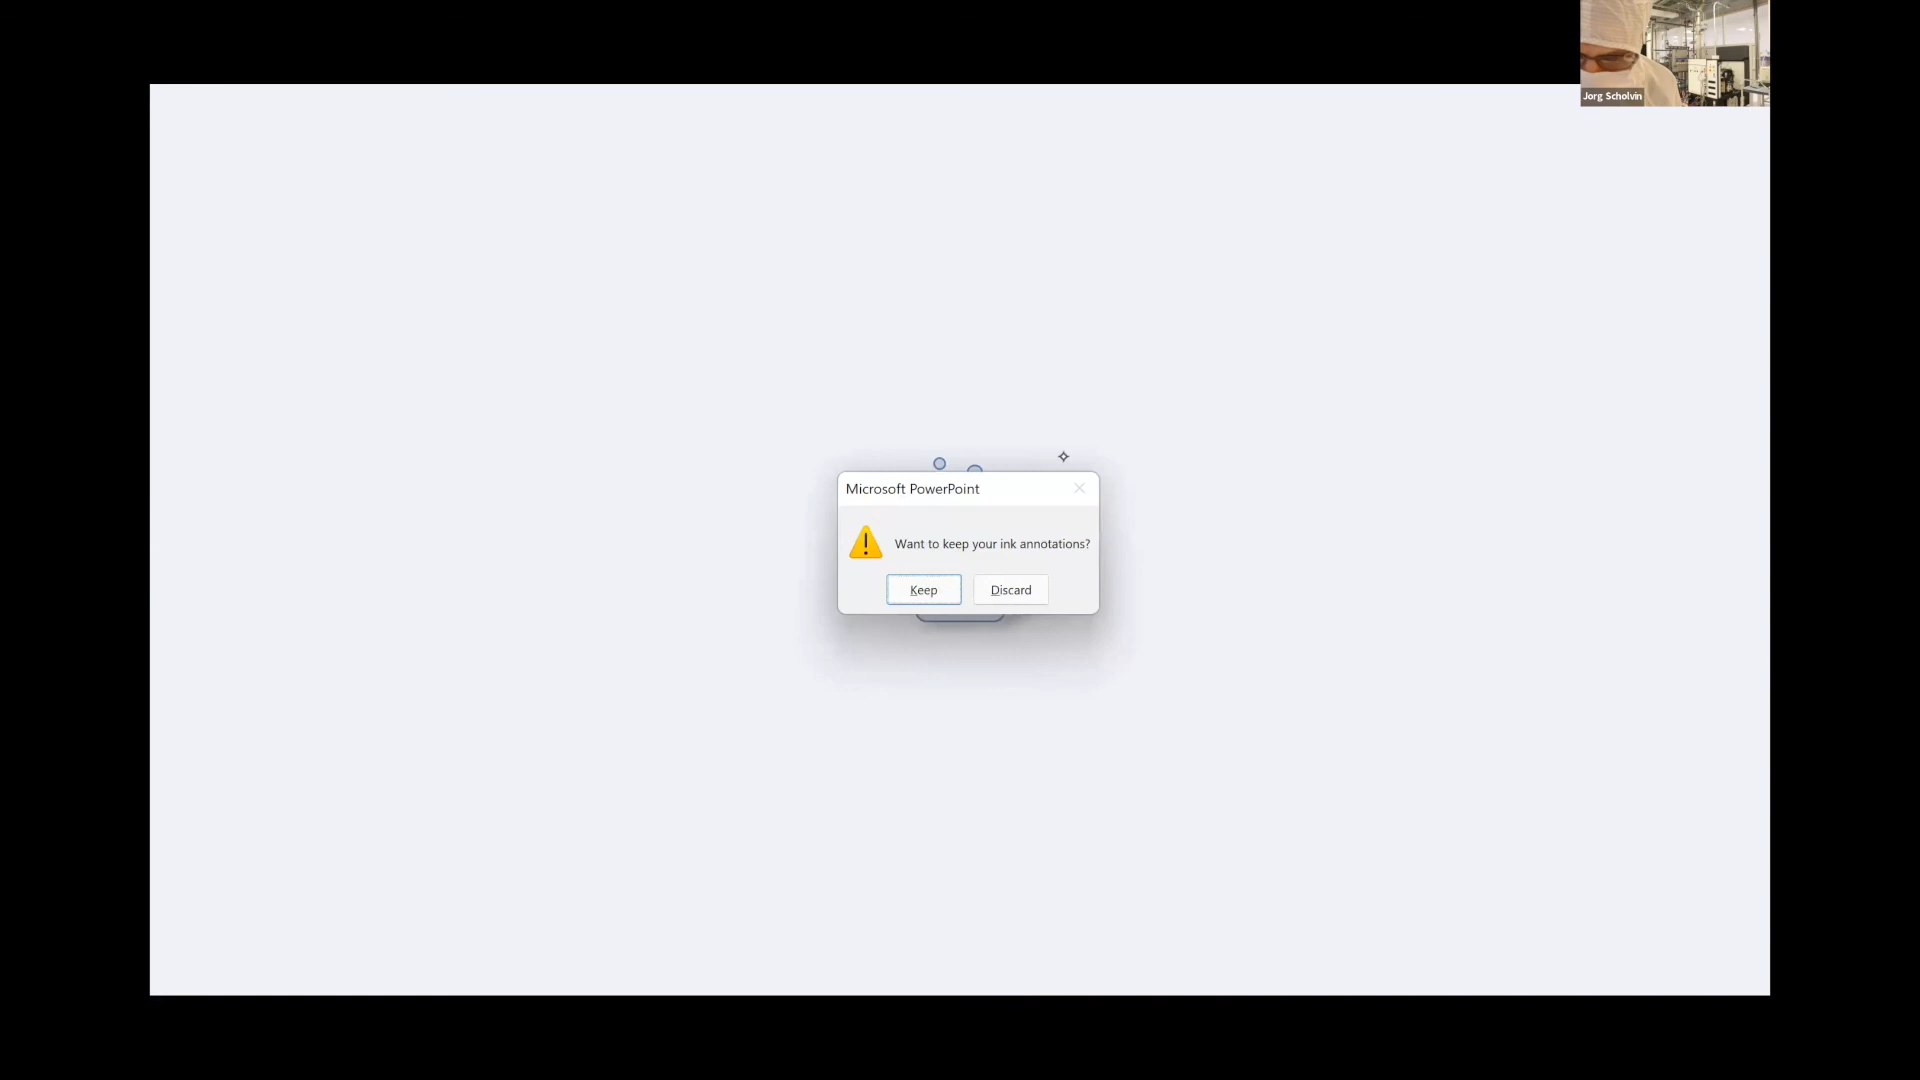 Jorg Scholvin
Microsoft PowerPoint
Want to keep your ink annotations?
Keep
Discard